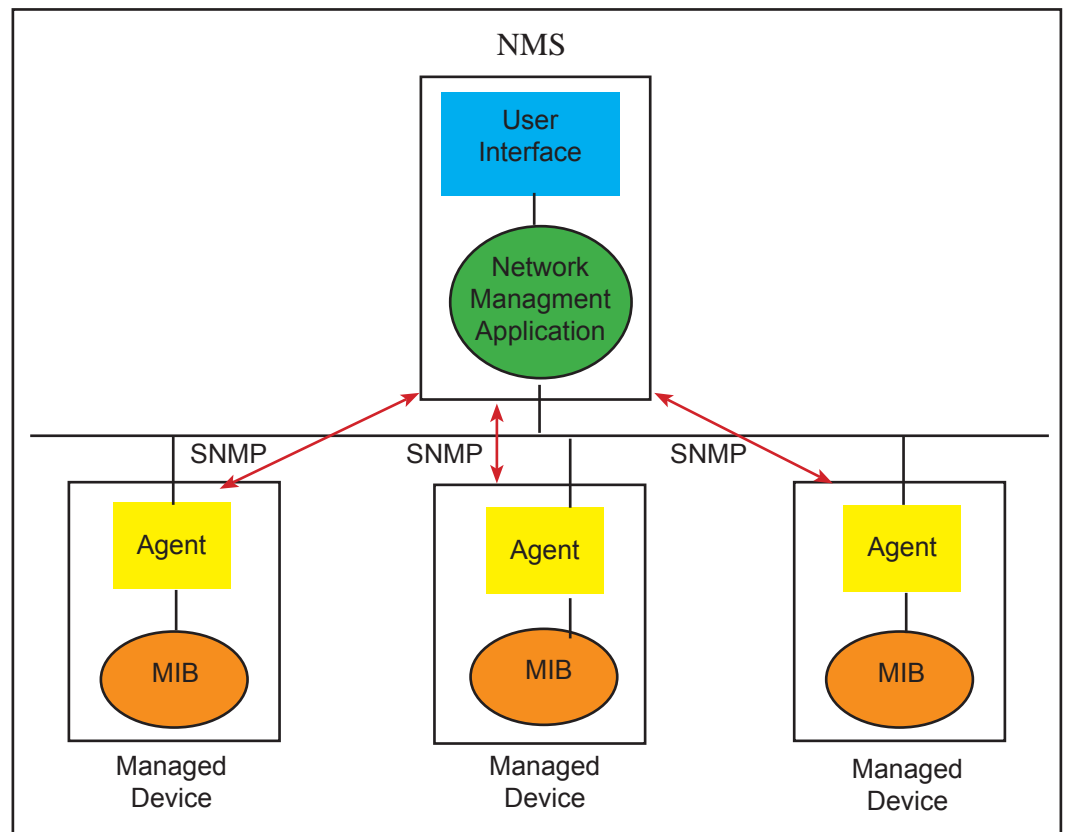 NMS
User
Interface
Network
Managment
Application
SNMP
SNMP
SNMP
Agent
Agent
Agent
MIB
MIB
MIB
Managed
Device
Managed
Device
Managed
Device